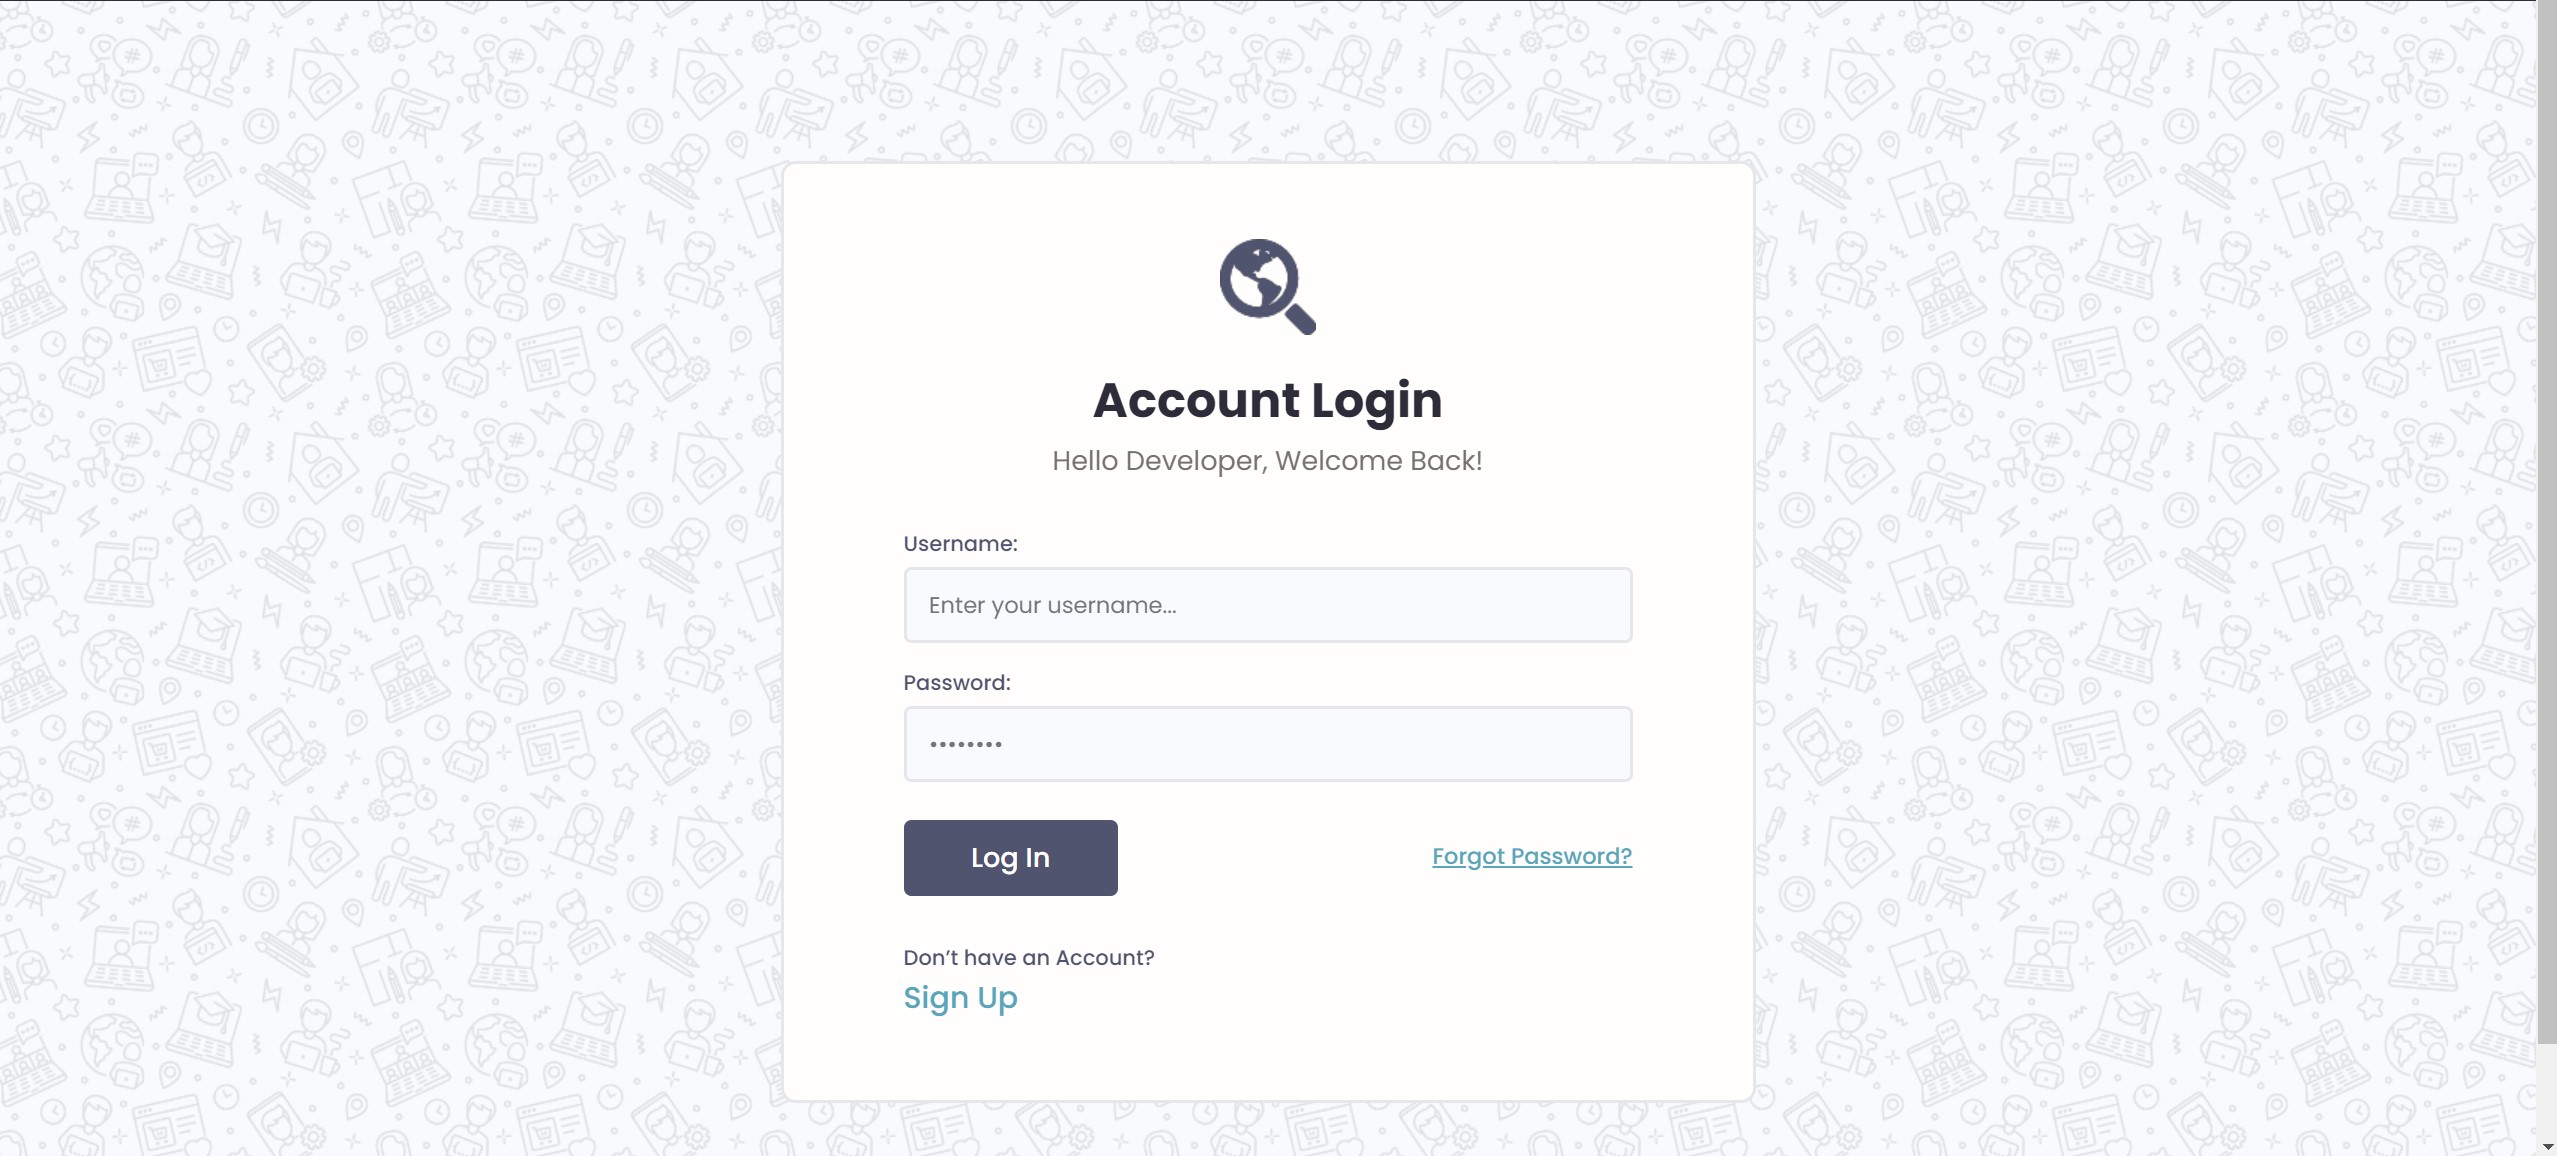 Account Login
Hello Developer, Welcome Back!
Username:
Enter your username...
Password:
••••••••
Log In
Forgot Password?
Don’t have an Account?
Sign Up